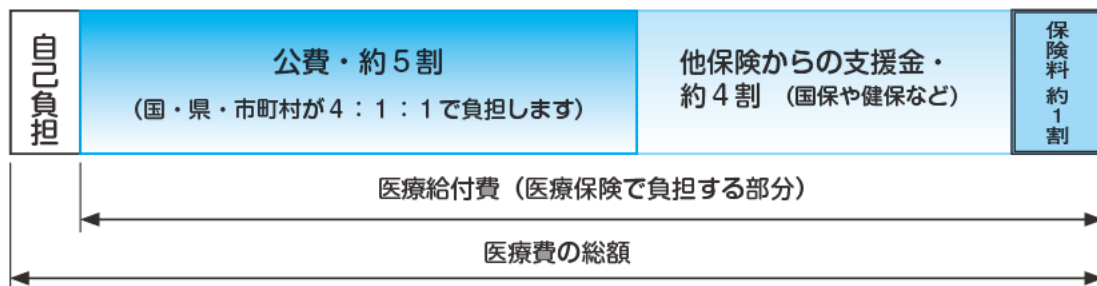 自己負担
公費・約５割
（国・県・市町村が４：１：１で負担します）
他保険からの支援金・
約４割 （国保や健保など）
保険料 約１割
医療給付費（医療保険で負担する部分）
医療費の総額